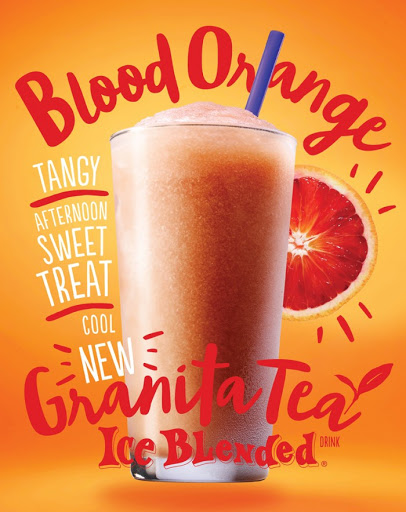 Blood Orange
TANGY
AFTERNOON
SWEET
TREAT
COOL
NEW
Granita Tea
Ice Blended DRINK ®